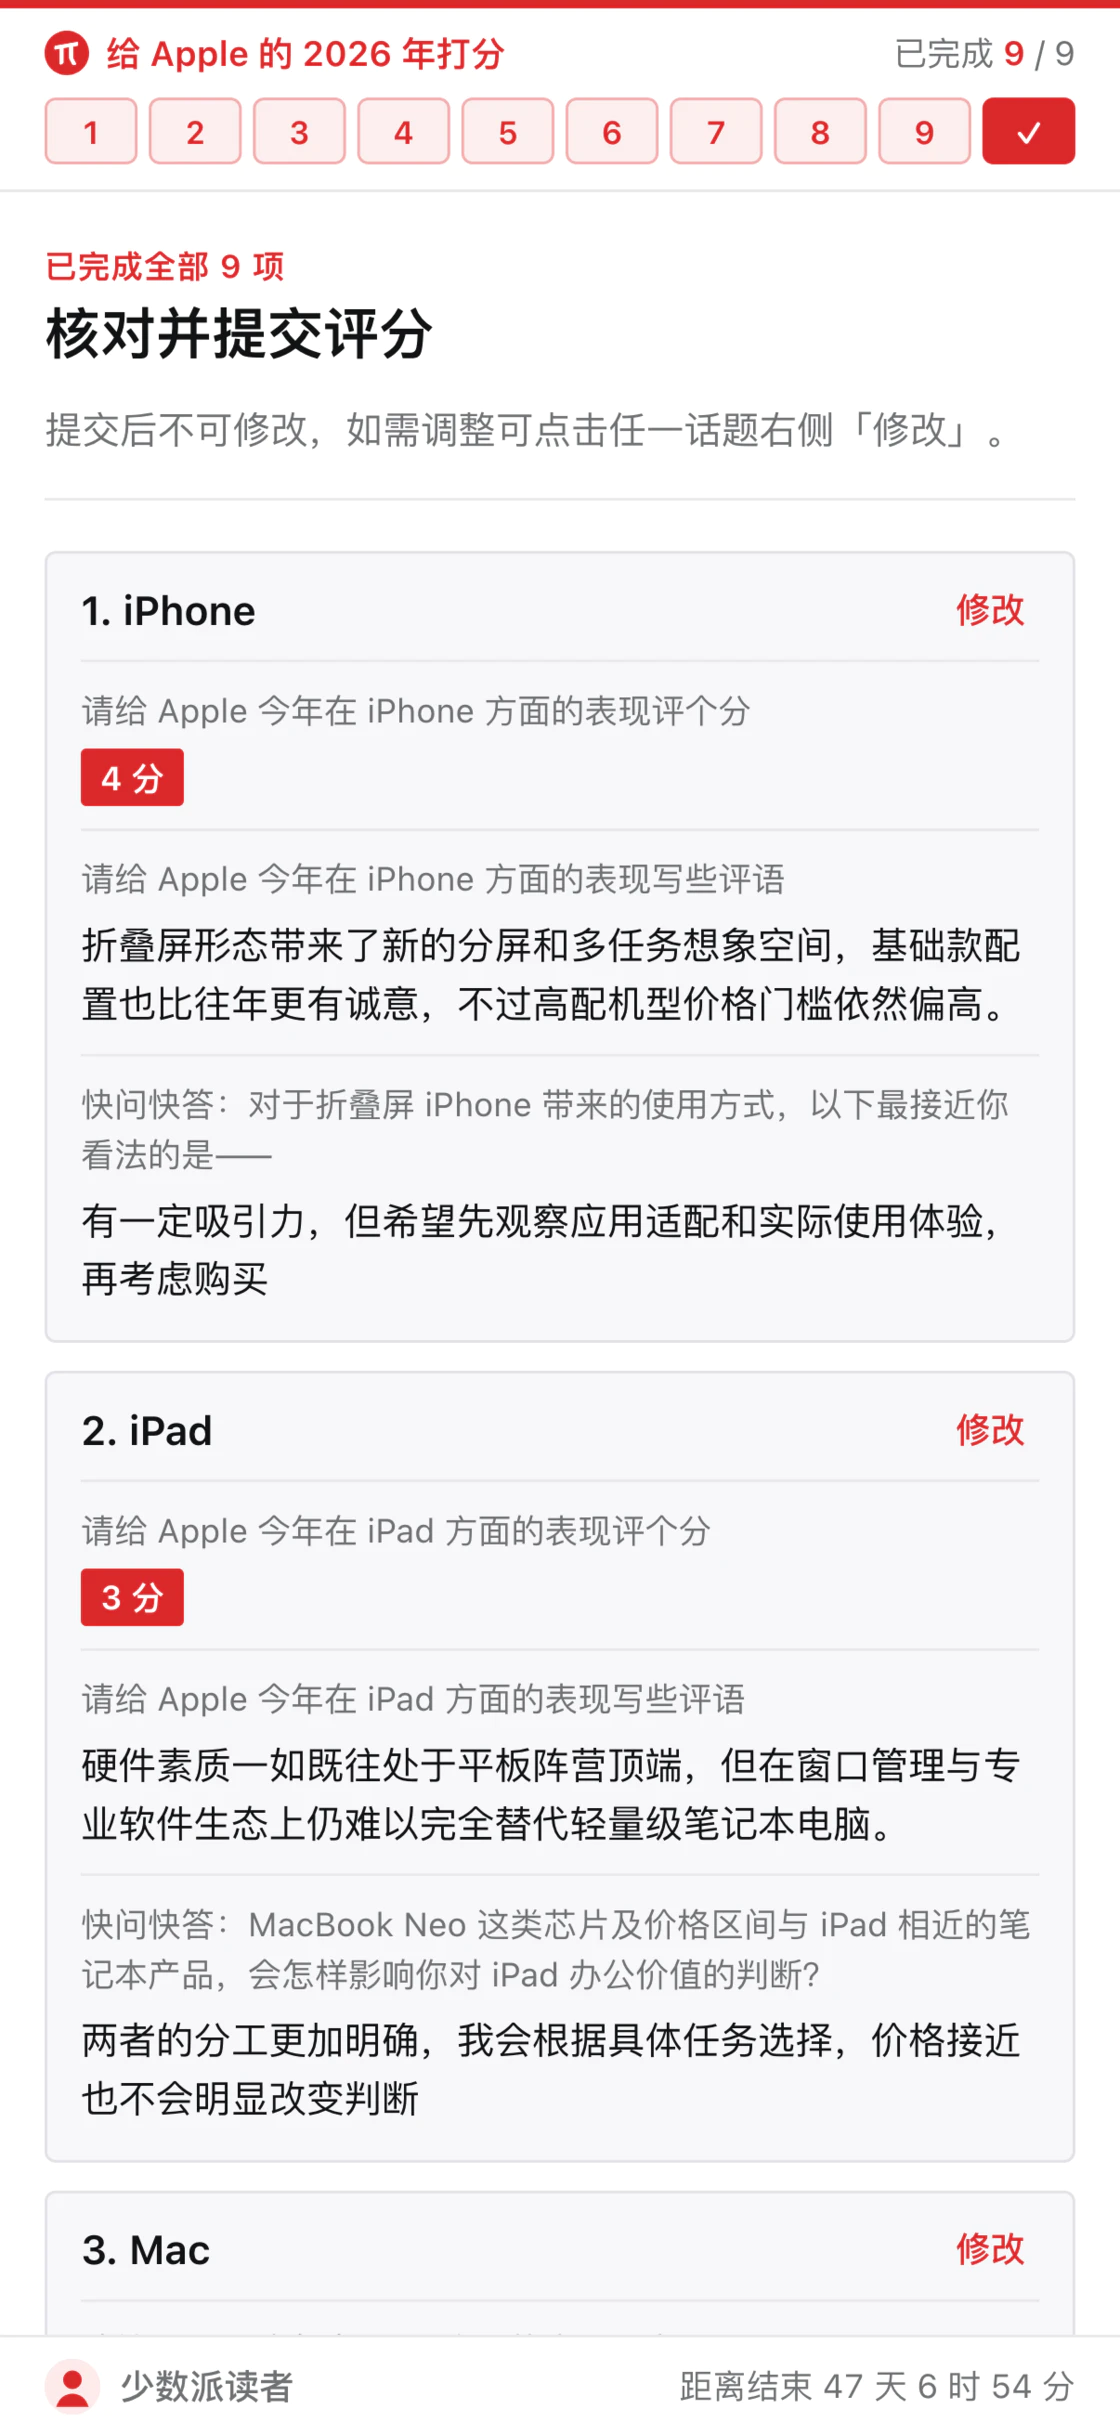 给 Apple 的 2026 年打分
已完成 9 / 9
1 2 3 4 5 6 7 8 9 ✓
已完成全部 9 项
核对并提交评分
提交后不可修改，如需调整可点击任一话题右侧「修改」。
1. iPhone
修改
请给 Apple 今年在 iPhone 方面的表现评个分
4 分
请给 Apple 今年在 iPhone 方面的表现写些评语
折叠屏形态带来了新的分屏和多任务想象空间，基础款配
置也比往年更有诚意，不过高配机型价格门槛依然偏高。
快问快答：对于折叠屏 iPhone 带来的使用方式，以下最接近你
看法的是——
有一定吸引力，但希望先观察应用适配和实际使用体验，
再考虑购买
2. iPad
修改
请给 Apple 今年在 iPad 方面的表现评个分
3 分
请给 Apple 今年在 iPad 方面的表现写些评语
硬件素质一如既往处于平板阵营顶端，但在窗口管理与专
业软件生态上仍难以完全替代轻量级笔记本电脑。
快问快答：MacBook Neo 这类芯片及价格区间与 iPad 相近的笔
记本产品，会怎样影响你对 iPad 办公价值的判断？
两者的分工更加明确，我会根据具体任务选择，价格接近
也不会明显改变判断
3. Mac
修改
少数派读者
距离结束 47 天 6 时 54 分